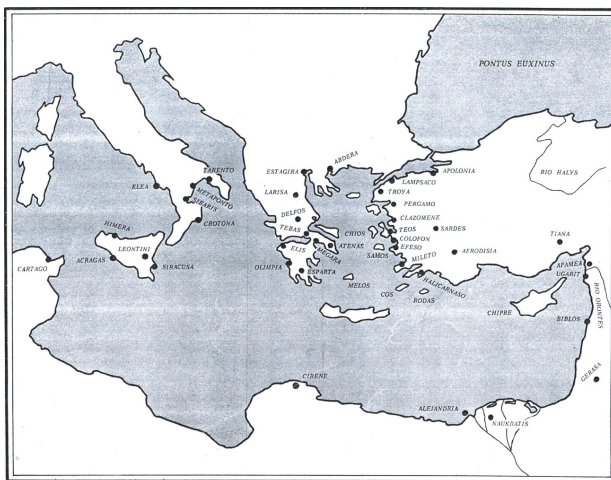 PONTUS EUXINUS
RIO HALYS
ABDERA
ESTAGIRA
APOLONIA
LAMPSACO
TROYA
TARENTO
ELEA
METAPONTO
SIBARIS
CROTONA
LARISA
PERGAMO
DELFOS
TEBAS
CLAZOMENE
CHIOS
TEOS
SARDES
COLOFON
EFESO
AFRODISIA
TIANA
HIMERA
LEONTINI
ACRAGAS
SIRACUSA
CARTAGO
ELIS
MEGARA
ATENAS
SAMOS
MILETO
OLIMPIA
ESPARTA
MELOS
HALICARNASO
COS
RODAS
APAMEA
UGARIT
RIO ORONTES
CHIPRE
BIBLOS
GERASA
CIRENE
ALEJANDRIA
NAUKRATIS